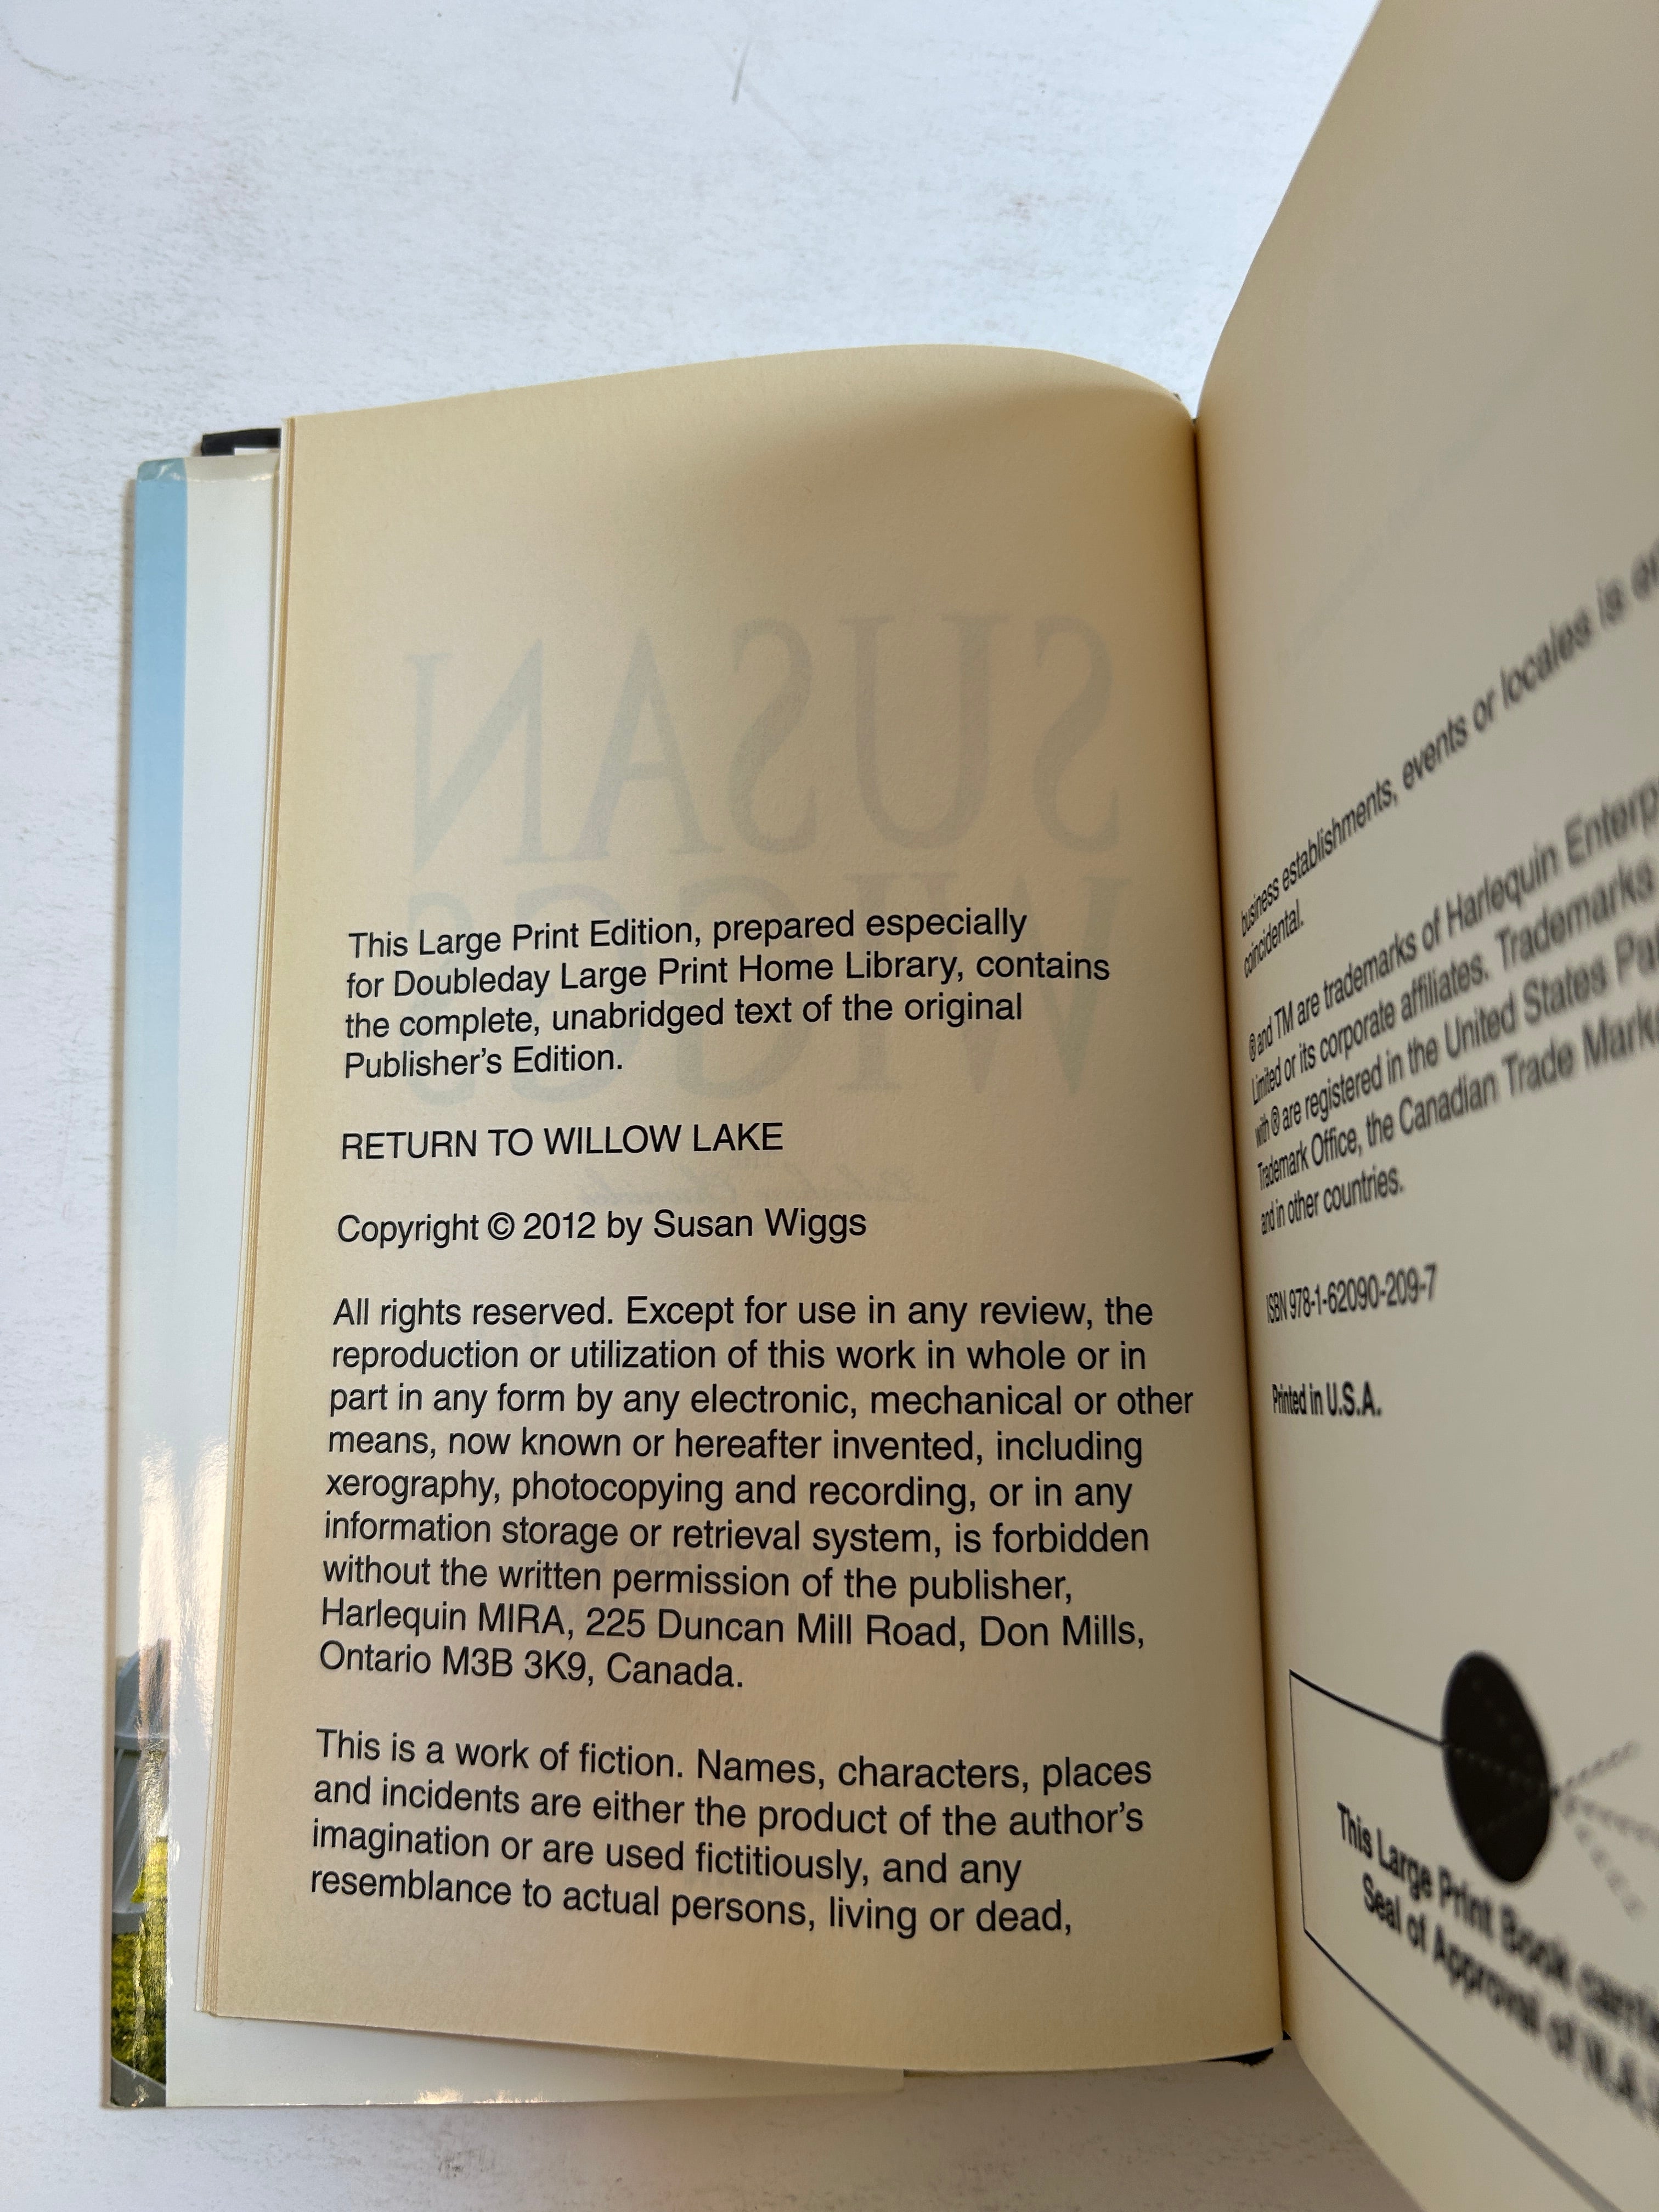 This Large Print Edition, prepared especially
for Doubleday Large Print Home Library, contains
the complete, unabridged text of the original
Publisher’s Edition.
RETURN TO WILLOW LAKE
Copyright © 2012 by Susan Wiggs
All rights reserved. Except for use in any review, the
reproduction or utilization of this work in whole or in
part in any form by any electronic, mechanical or other
means, now known or hereafter invented, including
xerography, photocopying and recording, or in any
information storage or retrieval system, is forbidden
without the written permission of the publisher,
Harlequin MIRA, 225 Duncan Mill Road, Don Mills,
Ontario M3B 3K9, Canada.
This is a work of fiction. Names, characters, places
and incidents are either the product of the author’s
imagination or are used fictitiously, and any
resemblance to actual persons, living or dead,
business establishments, events or locales is
coincidental.
® and TM are trademarks of Harlequin
Limited or its corporate affiliates. Trademarks
with ® are registered in the United States
Trademark Office, the Canadian Trade
and in other countries.
ISBN 978-1-62090-209-7
Printed in U.S.A.
This Large Print Book
Seal of Approval of
SUSAN
WIGGS